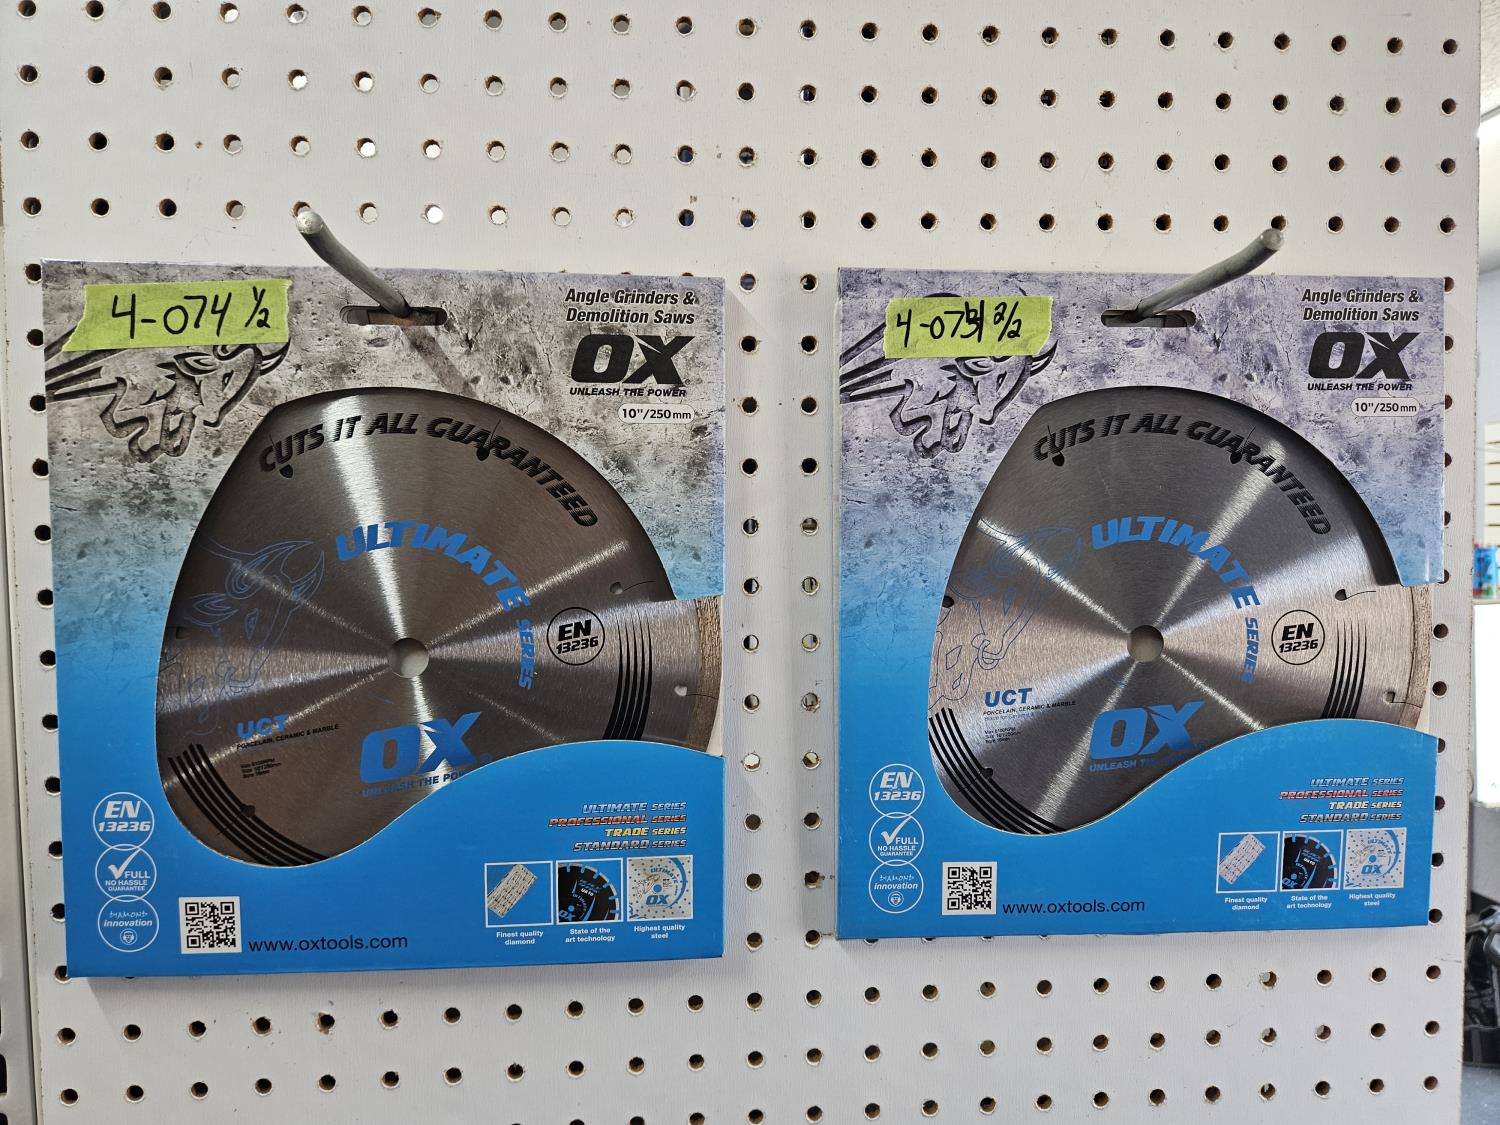 4-074 1/2
Angle Grinders &
Demolition Saws
OX
UNLEASH THE POWER
10"/250mm
CUTS IT ALL GUARANTEED
ULTIMATE SERIES
EN
13236
UCT
PORCELAIN, CERAMIC & MARBLE
OX
UNLEASH THE PO
EN
13236
FULL
NO HASSLE
GUARANTEE
DIAMOND
innovation
www.oxtools.com
ULTIMATE SERIES
PROFESSIONAL SERIES
TRADE SERIES
STANDARD SERIES
Finest quality
diamond
State of the
art technology
Highest quality
steel
4-074 2/2
Angle Grinders &
Demolition Saws
OX
UNLEASH THE POWER
10"/250mm
CUTS IT ALL GUARANTEED
ULTIMATE SERIES
EN
13236
UCT
PORCELAIN, CERAMIC & MARBLE
OX
UNLEASH THE
EN
13236
FULL
NO HASSLE
GUARANTEE
DIAMOND
innovation
www.oxtools.com
ULTIMATE SERIES
PROFESSIONAL SERIES
TRADE SERIES
STANDARD SERIES
Finest quality
diamond
State of the
art technology
Highest quality
steel